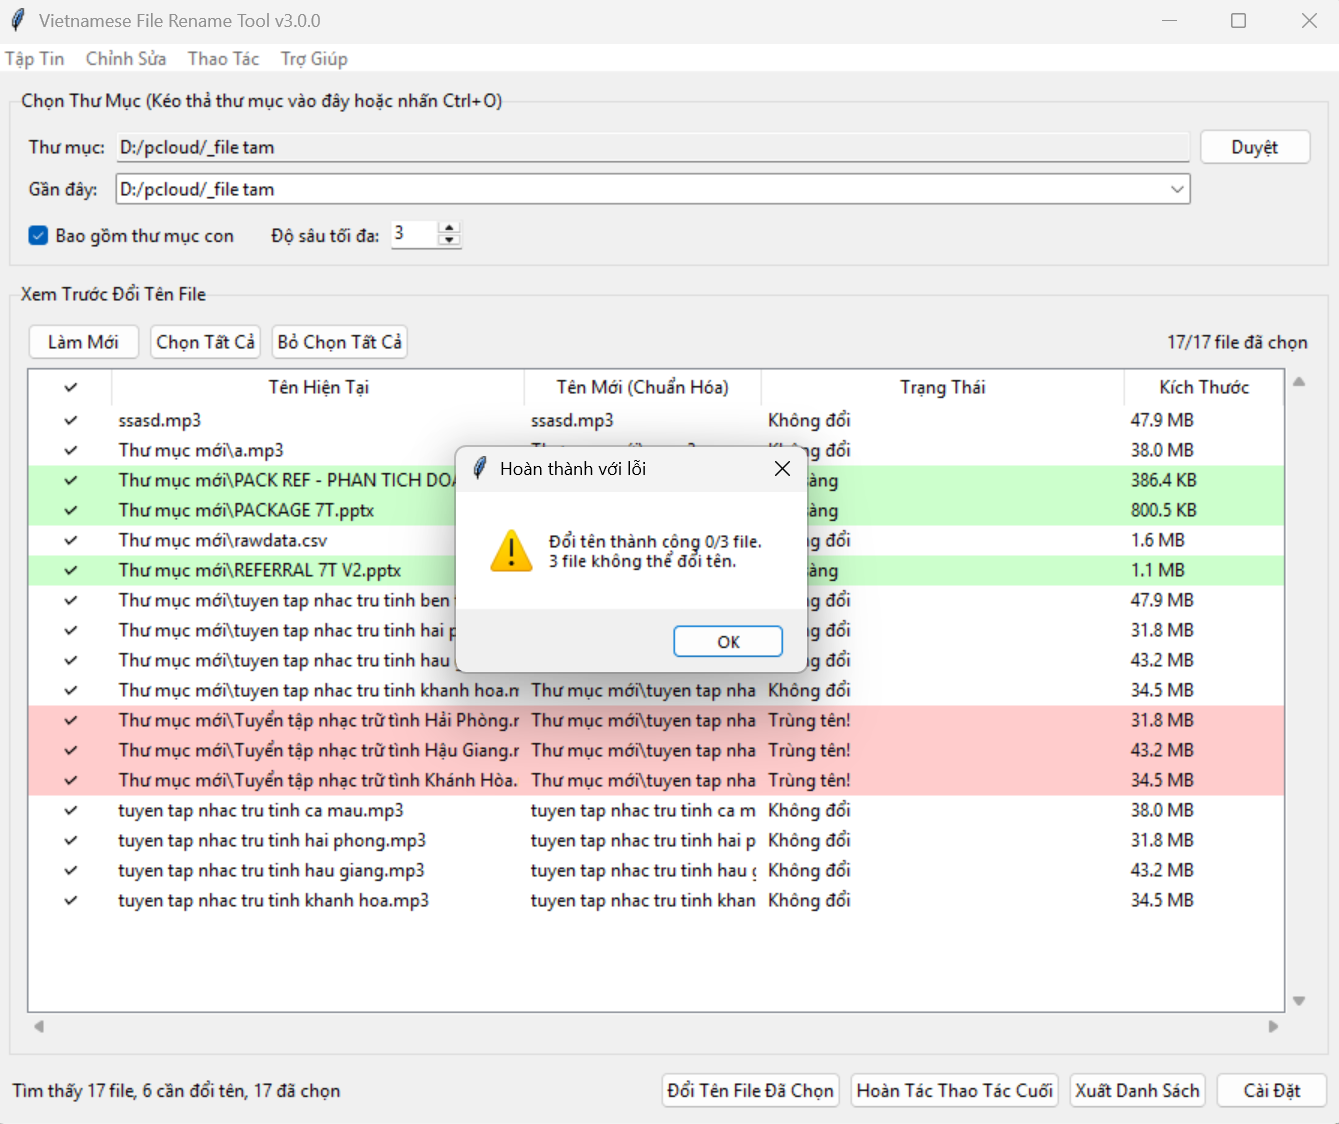 Vietnamese File Rename Tool v3.0.0
Tập Tin Chỉnh Sửa Thao Tác Trợ Giúp
Chọn Thư Mục (Kéo thả thư mục vào đây hoặc nhấn Ctrl+O)
Thư mục: D:/pcloud/_file tam Duyệt
Gần đây: D:/pcloud/_file tam
Bao gồm thư mục con Độ sâu tối đa: 3
Xem Trước Đổi Tên File
Làm Mới Chọn Tất Cả Bỏ Chọn Tất Cả 17/17 file đã chọn
Tên Hiện Tại Tên Mới (Chuẩn Hóa) Trạng Thái Kích Thước
ssasd.mp3 ssasd.mp3 Không đổi 47.9 MB
Thư mục mới\a.mp3 đổi 38.0 MB
Thư mục mới\PACK REF - PHAN TICH 386.4 KB
Thư mục mới\PACKAGE 7T.pptx 800.5 KB
Thư mục mới\rawdata.csv đổi 1.6 MB
Thư mục mới\REFERRAL 7T V2.pptx 1.1 MB
Thư mục mới\tuyen tap nhac tru tinh ben đổi 47.9 MB
Thư mục mới\tuyen tap nhac tru tinh hai đổi 31.8 MB
Thư mục mới\tuyen tap nhac tru tinh hau đổi 43.2 MB
Thư mục mới\tuyen tap nhac tru tinh khanh hoa.n Thư mục mới\tuyen tap nha Không đổi 34.5 MB
Thư mục mới\Tuyển tập nhạc trữ tình Hải Phòng.r Thư mục mới\tuyen tap nha Trùng tên! 31.8 MB
Thư mục mới\Tuyển tập nhạc trữ tình Hậu Giang.r Thư mục mới\tuyen tap nha Trùng tên! 43.2 MB
Thư mục mới\Tuyển tập nhạc trữ tình Khánh Hòa. Thư mục mới\tuyen tap nha Trùng tên! 34.5 MB
tuyen tap nhac tru tinh ca mau.mp3 tuyen tap nhac tru tinh ca m Không đổi 38.0 MB
tuyen tap nhac tru tinh hai phong.mp3 tuyen tap nhac tru tinh hai p Không đổi 31.8 MB
tuyen tap nhac tru tinh hau giang.mp3 tuyen tap nhac tru tinh hau Không đổi 43.2 MB
tuyen tap nhac tru tinh khanh hoa.mp3 tuyen tap nhac tru tinh khan Không đổi 34.5 MB
Hoàn thành với lỗi
Đổi tên thành công 0/3 file.
3 file không thể đổi tên.
OK
Tìm thấy 17 file, 6 cần đổi tên, 17 đã chọn Đổi Tên File Đã Chọn Hoàn Tác Thao Tác Cuối Xuất Danh Sách Cài Đặt